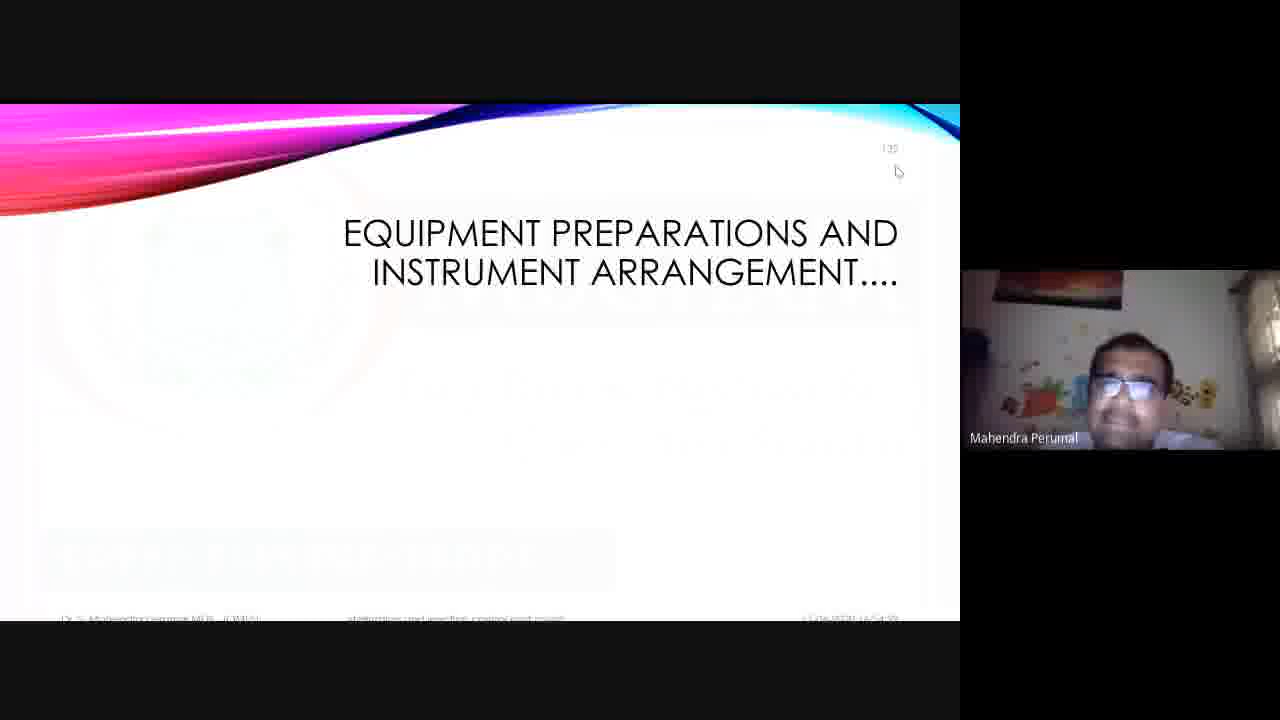 EQUIPMENT PREPARATIONS AND
INSTRUMENT ARRANGEMENT....
Mahendra Perumal